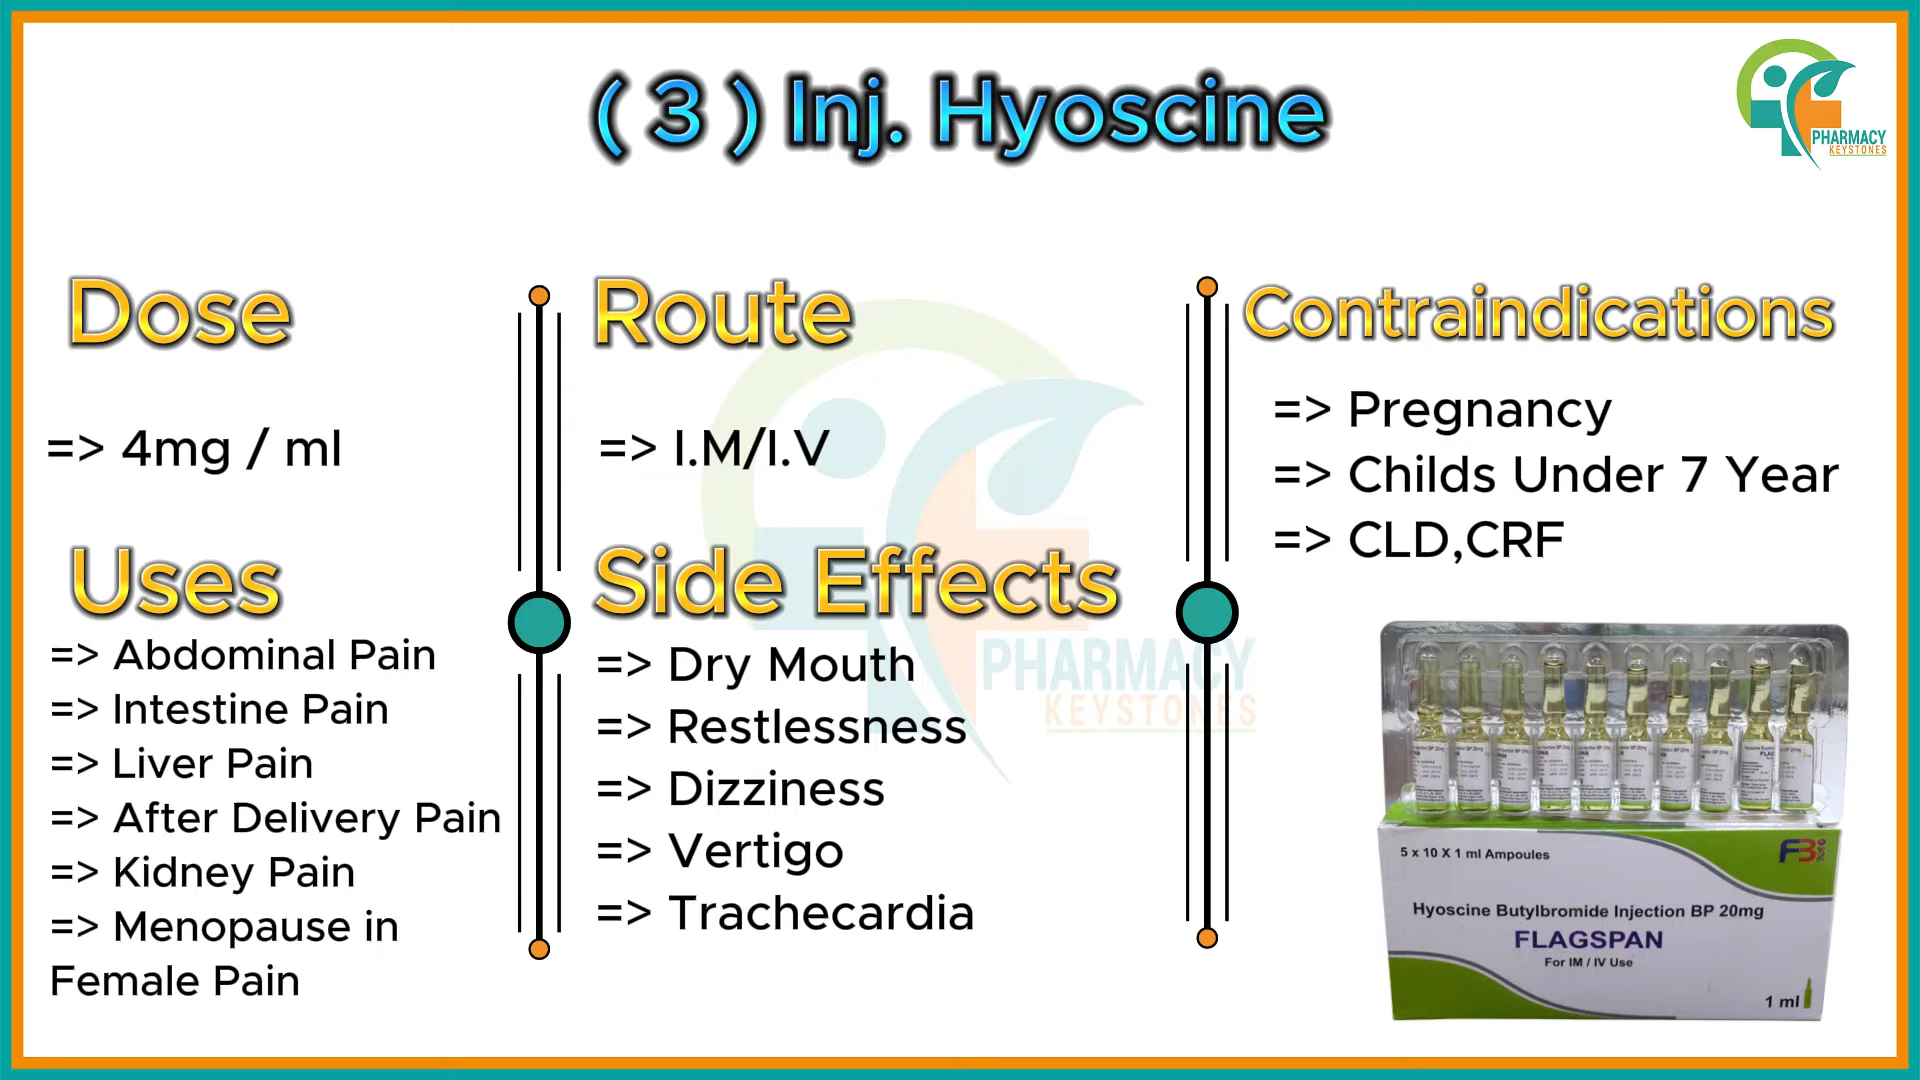 ( 3 ) Inj. Hyoscine
PHARMACY
KEYSTONES
Dose
=> 4mg / ml
Uses
=> Abdominal Pain
=> Intestine Pain
=> Liver Pain
=> After Delivery Pain
=> Kidney Pain
=> Menopause in
Female Pain
Route
=> I.M/I.V
Side Effects
=> Dry Mouth
=> Restlessness
=> Dizziness
=> Vertigo
=> Trachecardia
PHARMACY
KEYSTONES
Contraindications
=> Pregnancy
=> Childs Under 7 Year
=> CLD,CRF
5 x 10 X 1 ml Ampoules
Hyoscine Butylbromide Injection BP 20mg
FLAGSPAN
For IM / IV Use
1 ml